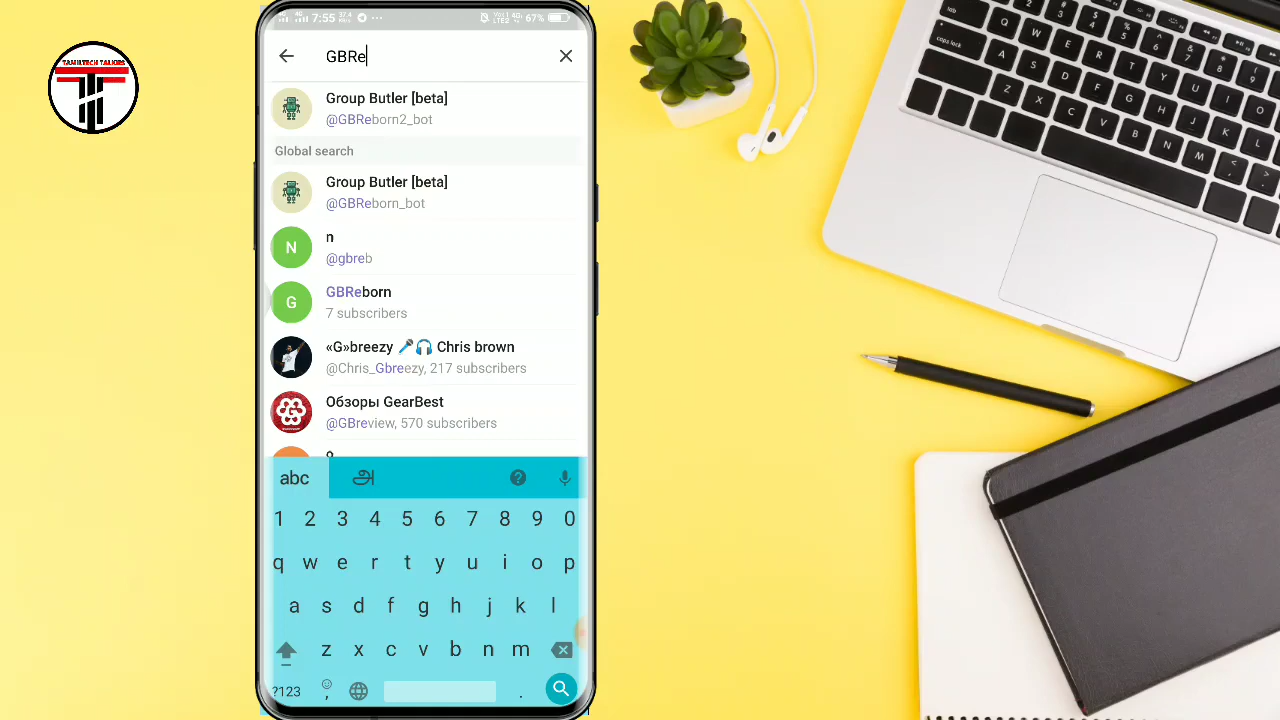 TAMILTECH TALKERS
7:55
67%
GBRe
Group Butler [beta]
@GBReborn2_bot
Global search
Group Butler [beta]
@GBReborn_bot
N
n
@gbreb
G
GBReborn
7 subscribers
«G»breezy 🎤🎧 Chris brown
@Chris_Gbreezy, 217 subscribers
Обзоры GearBest
@GBreview, 570 subscribers
abc
அ
1 2 3 4 5 6 7 8 9 0
q w e r t y u i o p
a s d f g h j k l
z x c v b n m
?123 , .